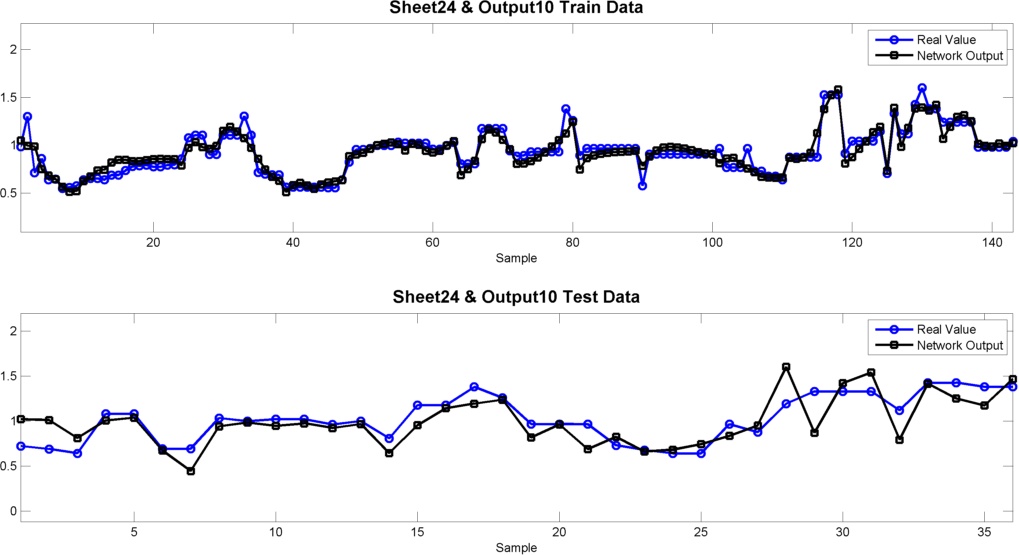 Sheet24 & Output10 Train Data
Real Value
Network Output
2
1.5
1
0.5
20 40 60 80 100 120 140
Sample
Sheet24 & Output10 Test Data
Real Value
Network Output
2
1.5
1
0.5
0
5 10 15 20 25 30 35
Sample